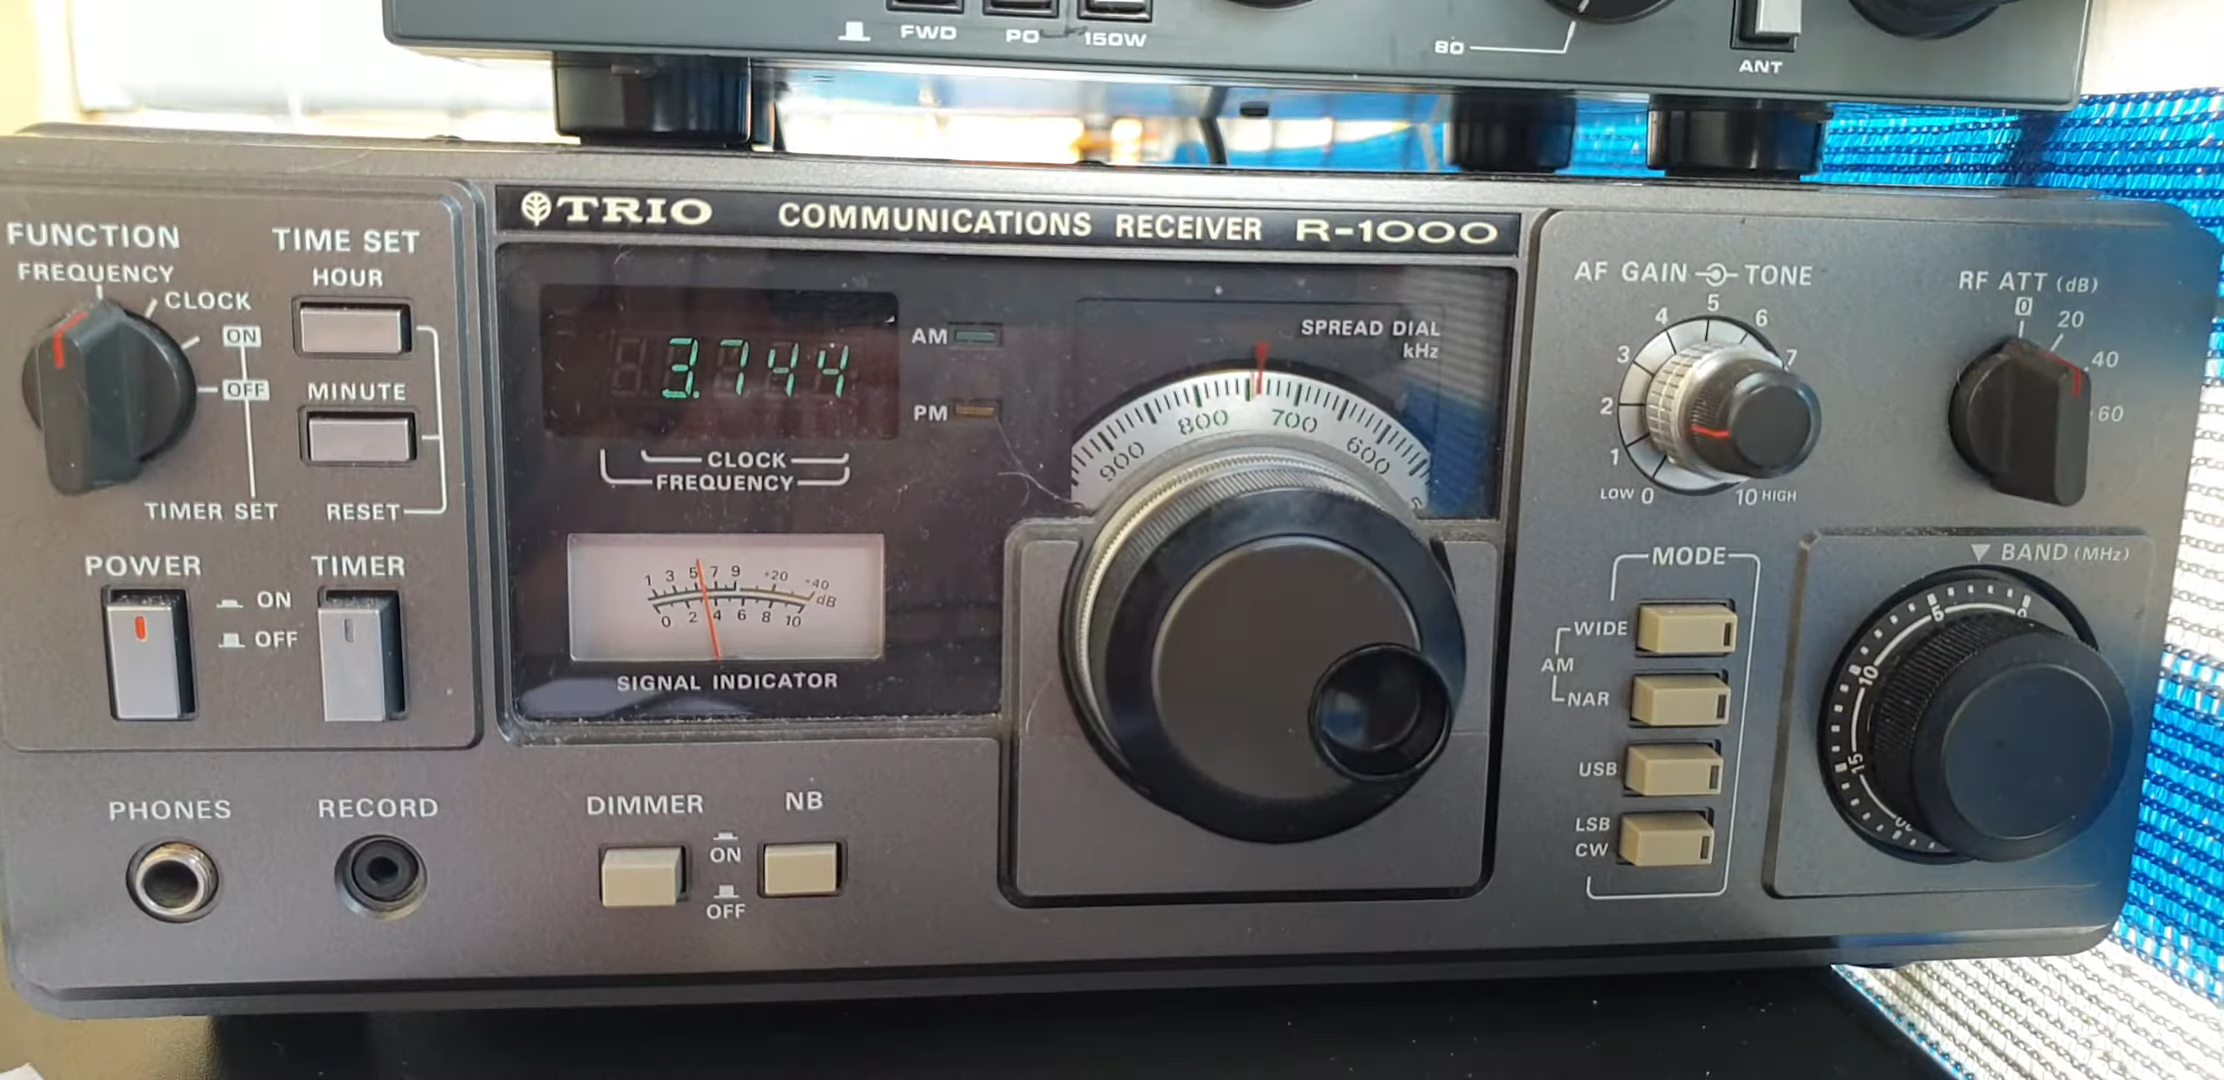 FWD PO 150W
80
ANT
TRIO COMMUNICATIONS RECEIVER R-1000
FUNCTION
FREQUENCY
CLOCK
ON
OFF
TIMER SET
TIME SET
HOUR
MINUTE
RESET
POWER
TIMER
ON
OFF
3.744
AM
PM
CLOCK
FREQUENCY
SPREAD DIAL
kHz
900 800 700 600
1 3 5 7 9 +20 +40
dB
0 2 4 6 8 10
SIGNAL INDICATOR
AF GAIN TONE
LOW 0 1 2 3 4 5 6 7 10 HIGH
RF ATT (dB)
0 20 40 60
MODE
WIDE
AM
NAR
USB
LSB
CW
BAND (MHz)
0 5 10 15
PHONES
RECORD
DIMMER
NB
ON
OFF